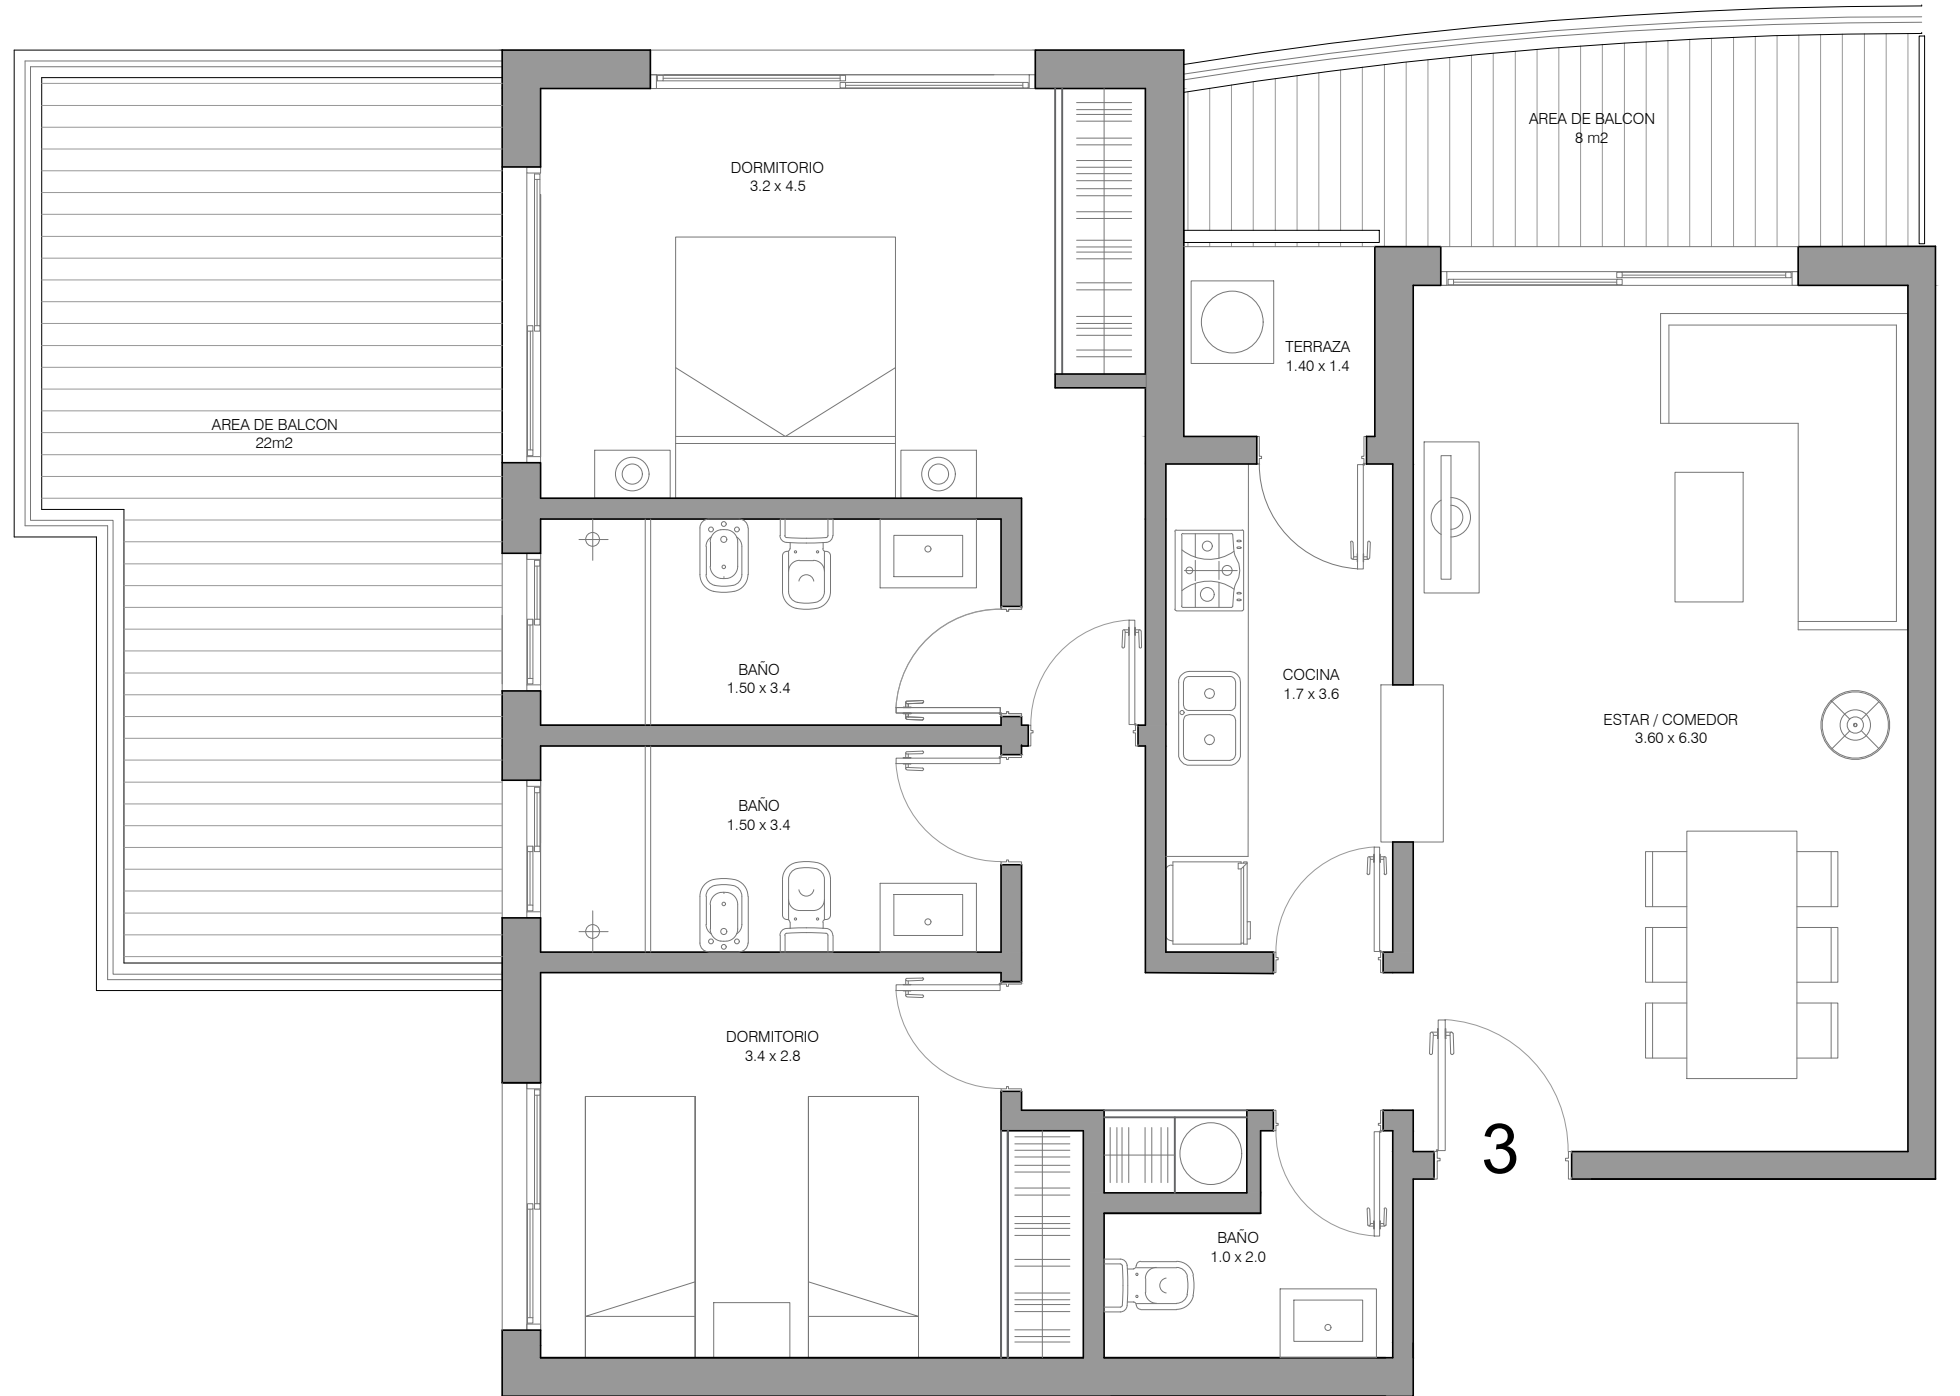 AREA DE BALCON
8 m2
DORMITORIO
3.2 x 4.5
TERRAZA
1.40 x 1.4
AREA DE BALCON
22m2
BAÑO
1.50 x 3.4
COCINA
1.7 x 3.6
ESTAR / COMEDOR
3.60 x 6.30
BAÑO
1.50 x 3.4
DORMITORIO
3.4 x 2.8
3
BAÑO
1.0 x 2.0